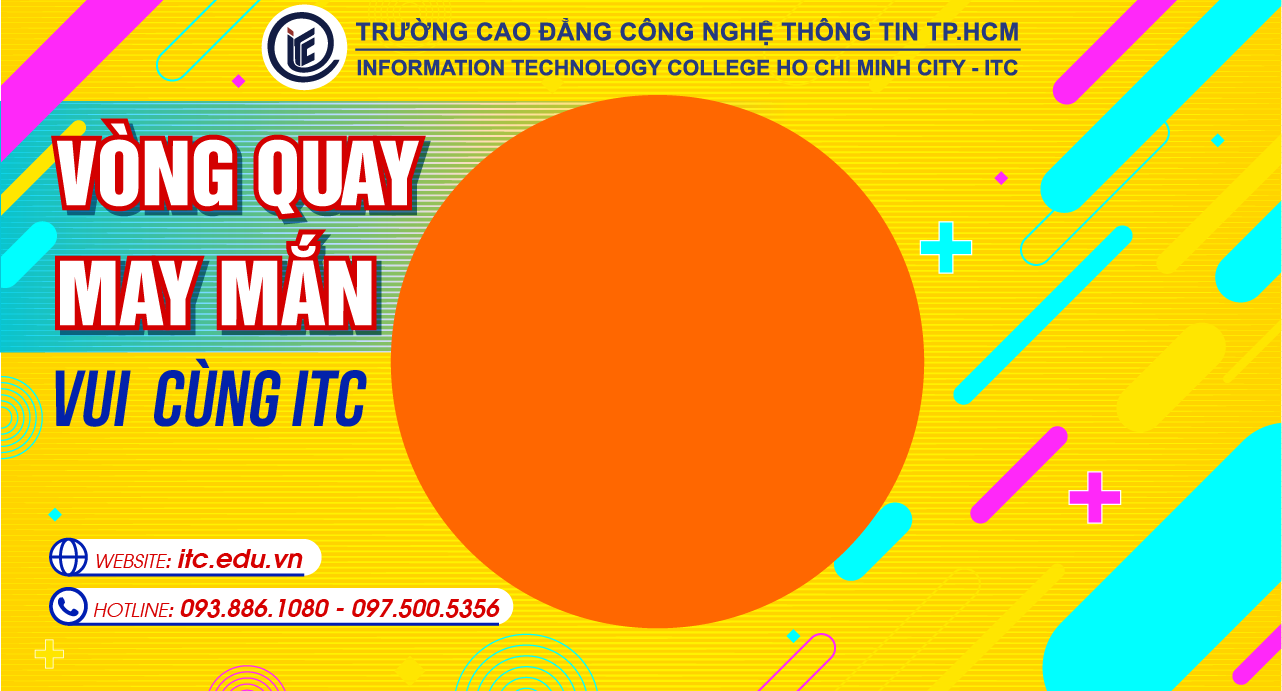 ITC
TRƯỜNG CAO ĐẲNG CÔNG NGHỆ THÔNG TIN TP.HCM
INFORMATION TECHNOLOGY COLLEGE HO CHI MINH CITY - ITC
VÒNG QUAY
MAY MẮN
VUI CÙNG ITC
WEBSITE: itc.edu.vn
HOTLINE: 093.886.1080 - 097.500.5356